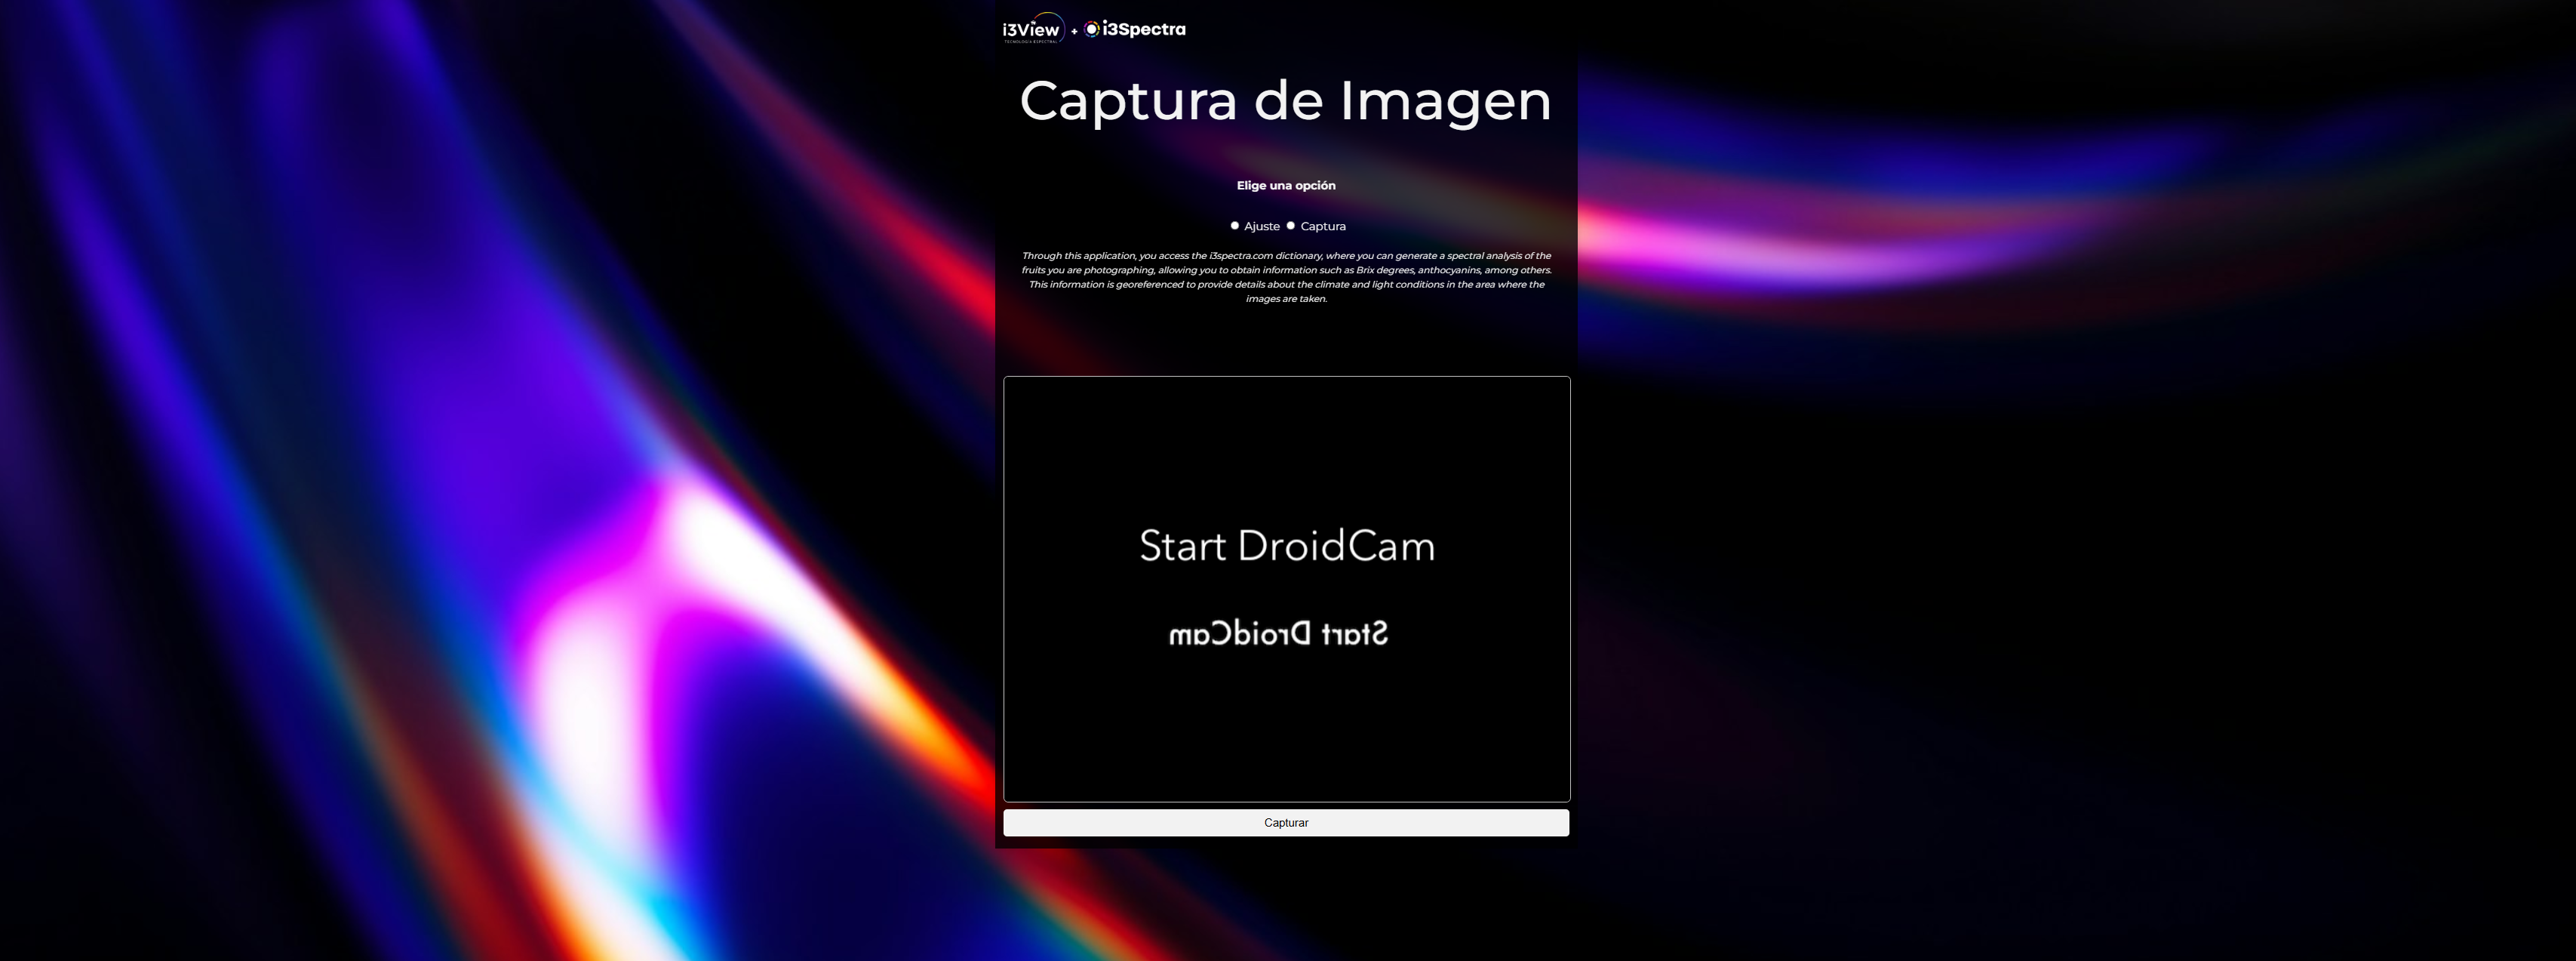 i3View + i3Spectra
TECNOLOGIA ESPECTRAL
Captura de Imagen
Elige una opción
Ajuste Captura
Through this application, you access the i3spectra.com dictionary, where you can generate a spectral analysis of the
fruits you are photographing, allowing you to obtain information such as Brix degrees, anthocyanins, among others.
This information is georeferenced to provide details about the climate and light conditions in the area where the
images are taken.
Start DroidCam
Start DroidCam
Capturar